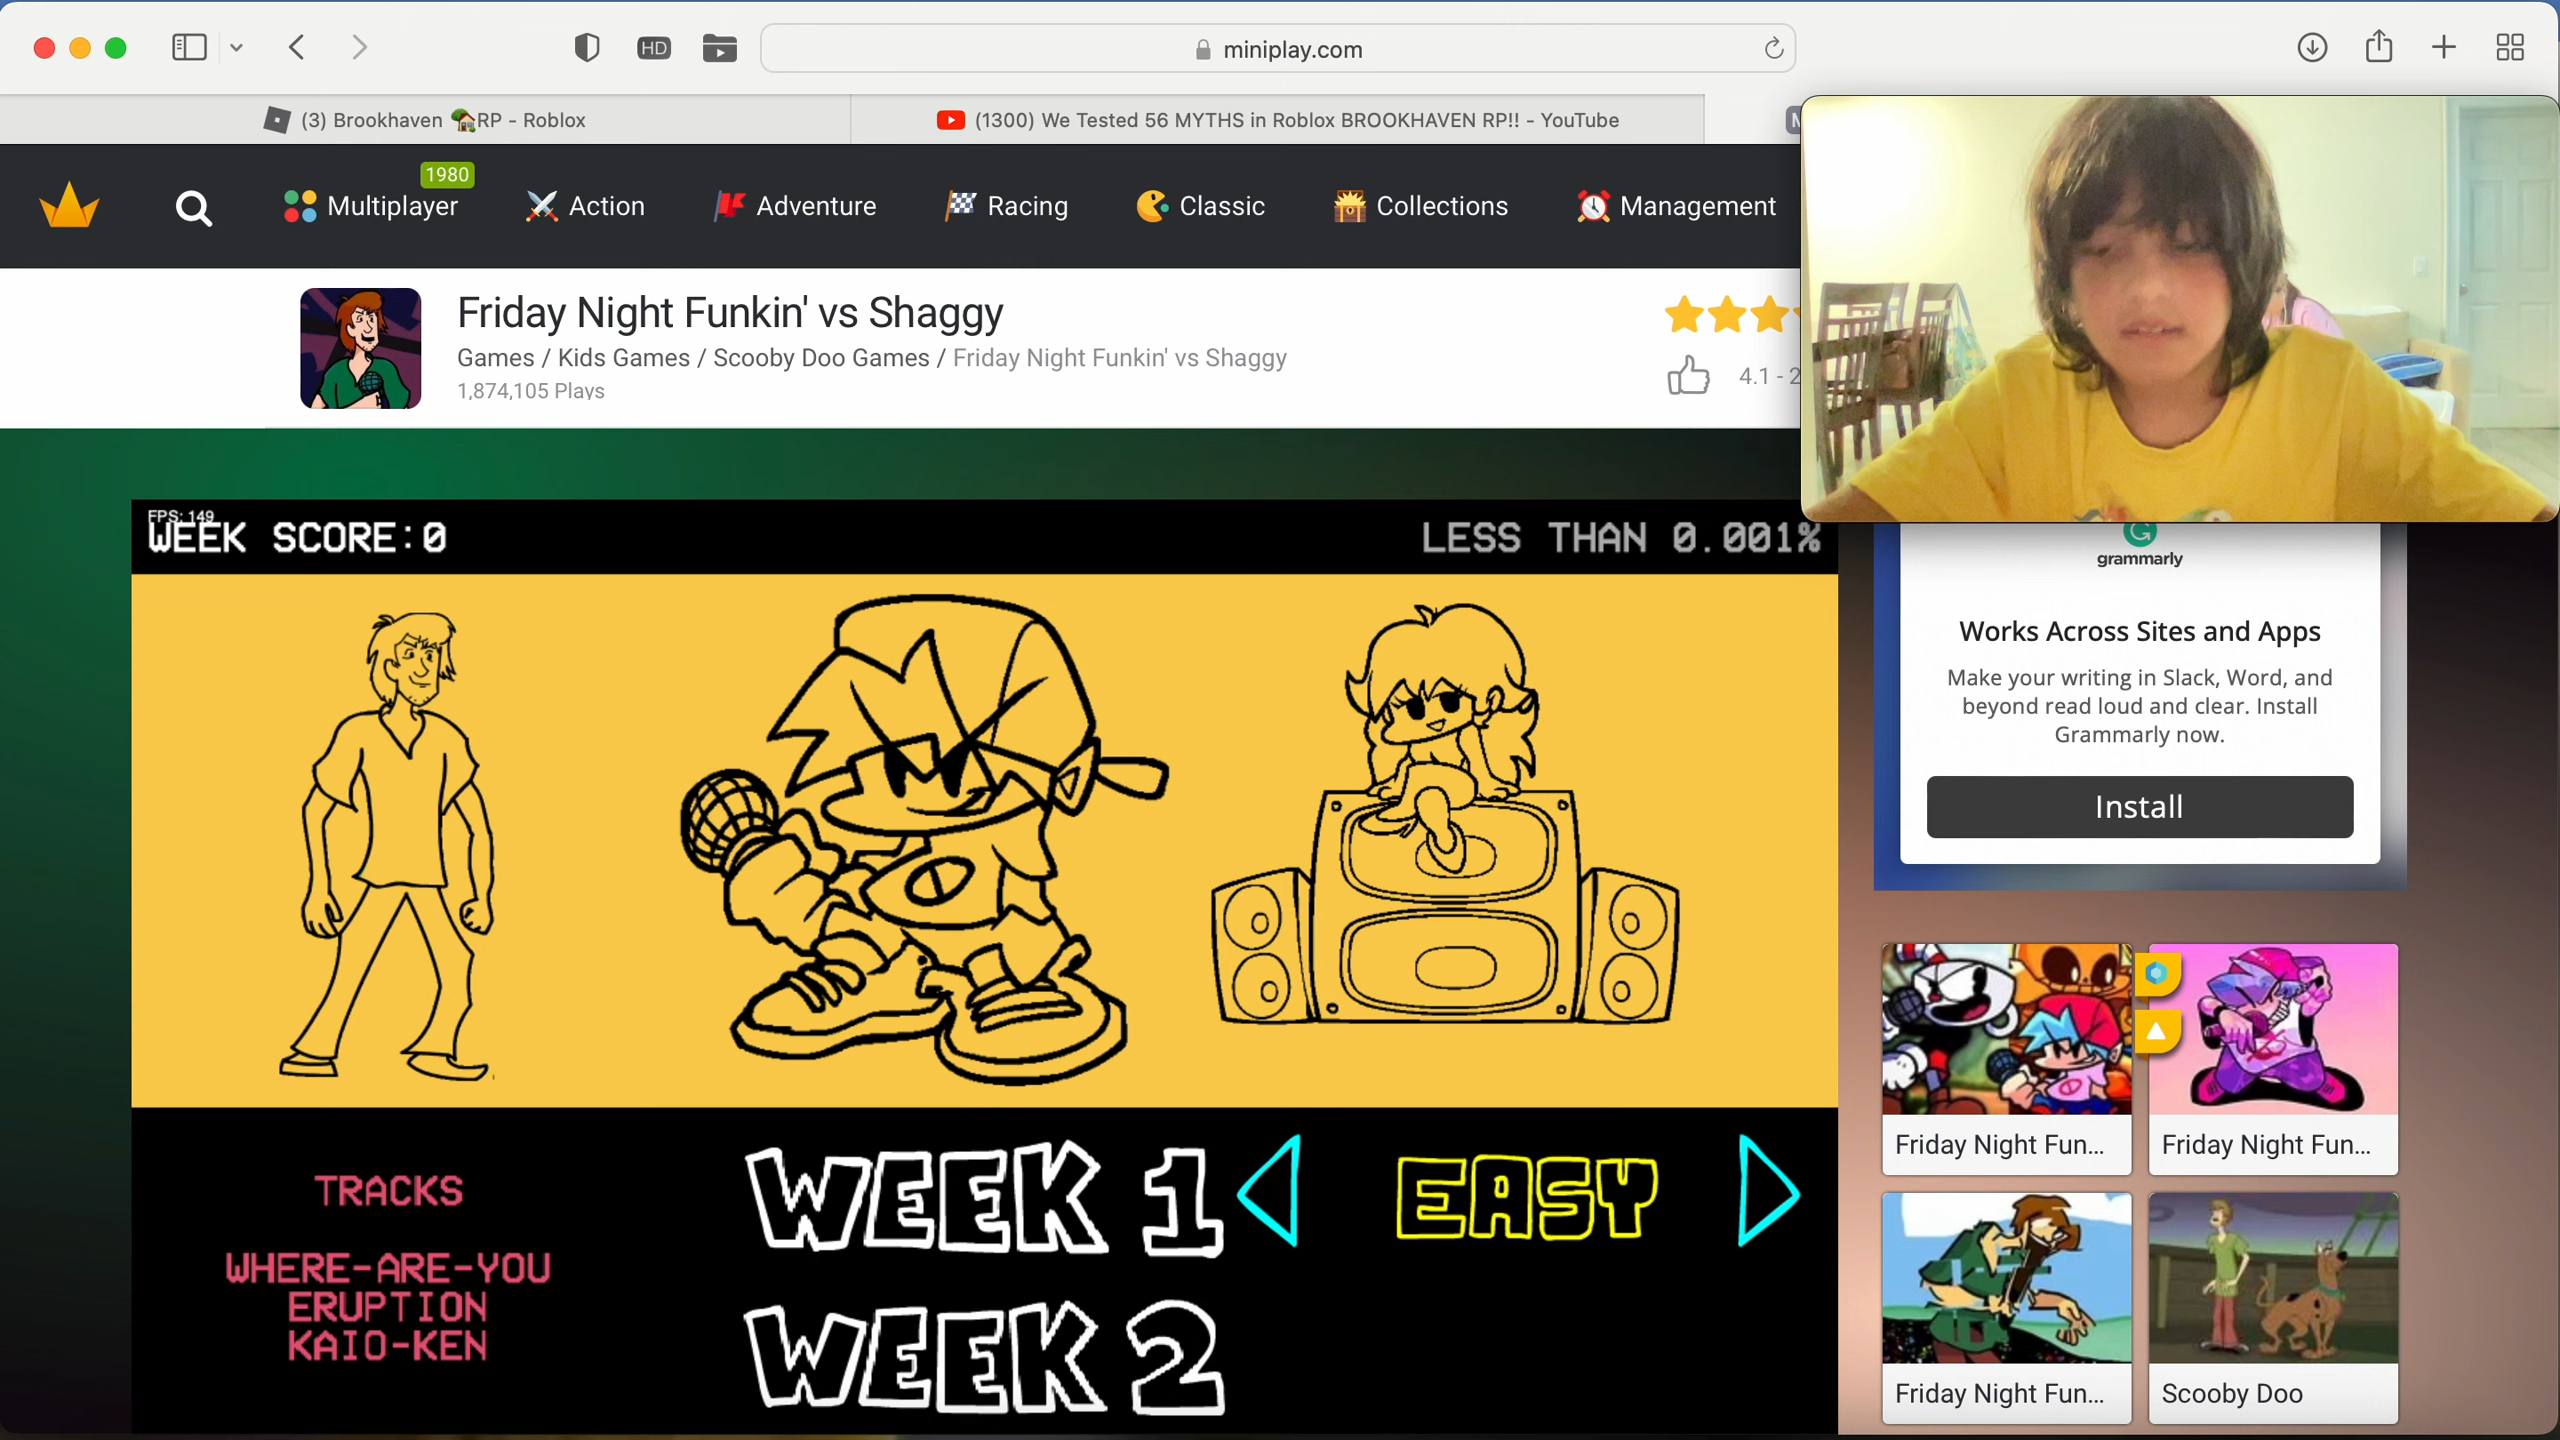 HD
miniplay.com
(3) Brookhaven 🏡RP - Roblox
(1300) We Tested 56 MYTHS in Roblox BROOKHAVEN RP!! - YouTube
M
1980
Multiplayer
Action
Adventure
Racing
Classic
Collections
Management
Friday Night Funkin' vs Shaggy
Games / Kids Games / Scooby Doo Games / Friday Night Funkin' vs Shaggy
1,874,105 Plays
4.1 - 2
FPS: 149
WEEK SCORE:0
LESS THAN 0.001%
grammarly
Works Across Sites and Apps
Make your writing in Slack, Word, and
beyond read loud and clear. Install
Grammarly now.
Install
TRACKS
WHERE-ARE-YOU
ERUPTION
KAIO-KEN
WEEK 1
EASY
WEEK 2
Friday Night Fun...
Friday Night Fun...
Friday Night Fun...
Scooby Doo